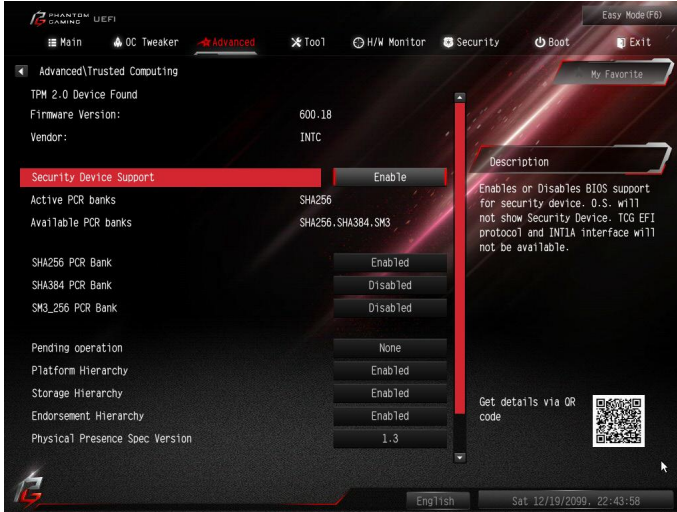 PHANTOM GAMING UEFI
Easy Mode(F6)
Main OC Tweaker Advanced Tool H/W Monitor Security Boot Exit
Advanced\Trusted Computing
My Favorite
TPM 2.0 Device Found
Firmware Version: 600.18
Vendor: INTC
Description
Security Device Support Enable
Enables or Disables BIOS support
for security device. O.S. will
not show Security Device. TCG EFI
protocol and INT1A interface will
not be available.
Active PCR banks SHA256
Available PCR banks SHA256.SHA384.SM3
SHA256 PCR Bank Enabled
SHA384 PCR Bank Disabled
SM3_256 PCR Bank Disabled
Pending operation None
Platform Hierarchy Enabled
Storage Hierarchy Enabled
Endorsement Hierarchy Enabled
Physical Presence Spec Version 1.3
Get details via QR
code
English
Sat 12/19/2099. 22:43:58